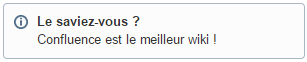 Le saviez-vous ?
Confluence est le meilleur wiki !